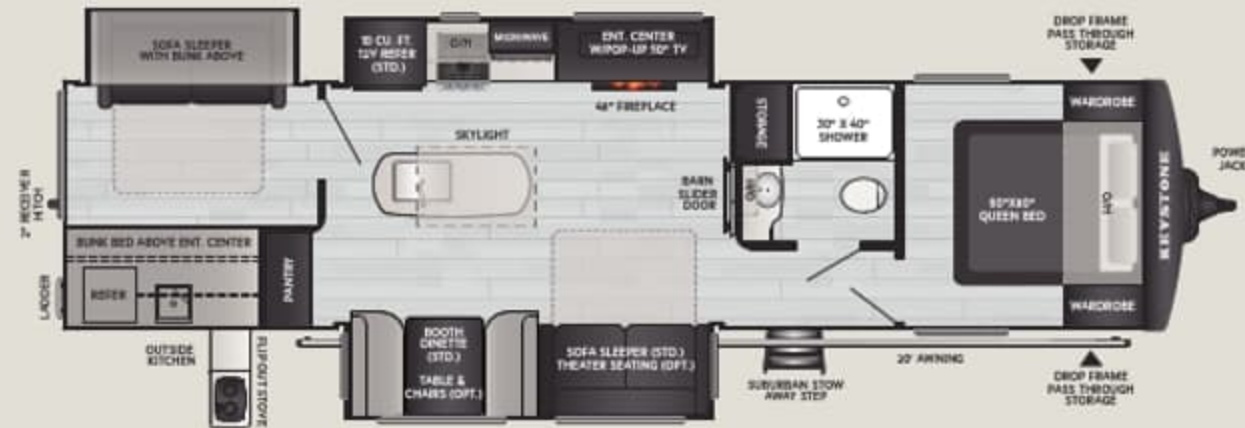 SOFA SLEEPER
WITH BUNK ABOVE
10 CU. FT.
12V REFER
(STD.)
O/H
MICROWAVE
ENT. CENTER
W/POP-UP 50" TV
48" FIREPLACE
SKYLIGHT
STORAGE
30" X 40"
SHOWER
BARN
SLIDER
DOOR
DROP FRAME
PASS THROUGH
STORAGE
WARDROBE
60"X80"
QUEEN BED
O/H
WARDROBE
KEYSTONE
POWE
JACK
2" RECEIVER
HITCH
BUNK BED ABOVE ENT. CENTER
REFER
PANTRY
LADDER
OUTSIDE
KITCHEN
FLIP OUT STOVE
BOOTH
DINETTE
(STD.)
TABLE &
CHAIRS (OPT.)
SOFA SLEEPER (STD.)
THEATER SEATING (OPT.)
SUBURBAN STOW
AWAY STEP
20' AWNING
DROP FRAME
PASS THROUGH
STORAGE